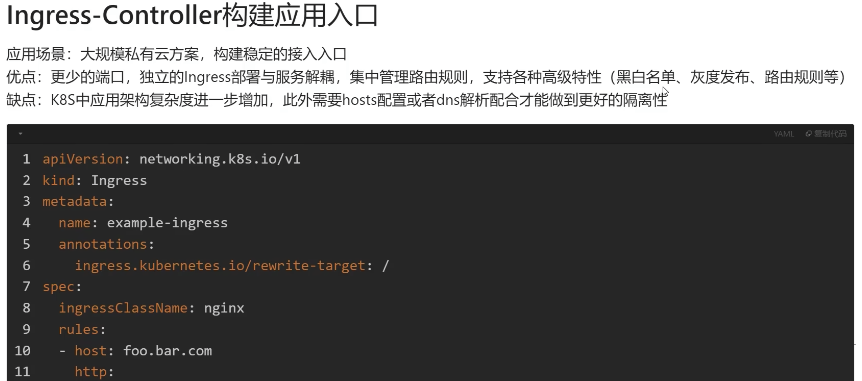 Ingress-Controller构建应用入口
应用场景：大规模私有云方案，构建稳定的接入入口
优点：更少的端口，独立的Ingress部署与服务解耦，集中管理路由规则，支持各种高级特性（黑白名单、灰度发布、路由规则等）
缺点：K8S中应用架构复杂度进一步增加，此外需要hosts配置或者dns解析配合才能做到更好的隔离性
YAML 复制代码
1 apiVersion: networking.k8s.io/v1
2 kind: Ingress
3 metadata:
4   name: example-ingress
5   annotations:
6     ingress.kubernetes.io/rewrite-target: /
7 spec:
8   ingressClassName: nginx
9   rules:
10   - host: foo.bar.com
11     http: